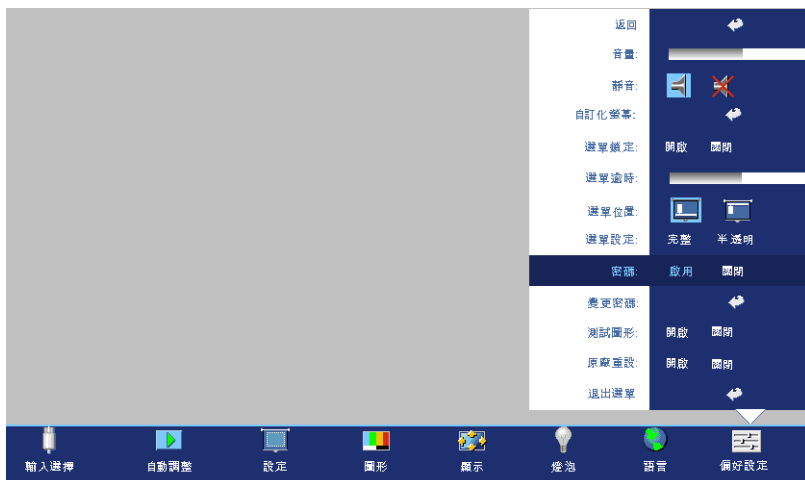 返回
音量:
靜音:
自訂化螢幕:
選單鎖定: 開啟 關閉
選單逾時:
選單位置:
選單設定: 完整 半透明
密碼: 啟用 關閉
變更密碼:
測試圖形: 開啟 關閉
原廠重設: 開啟 關閉
退出選單
輸入選擇 自動調整 設定 圖形 顯示 燈泡 語言 偏好設定